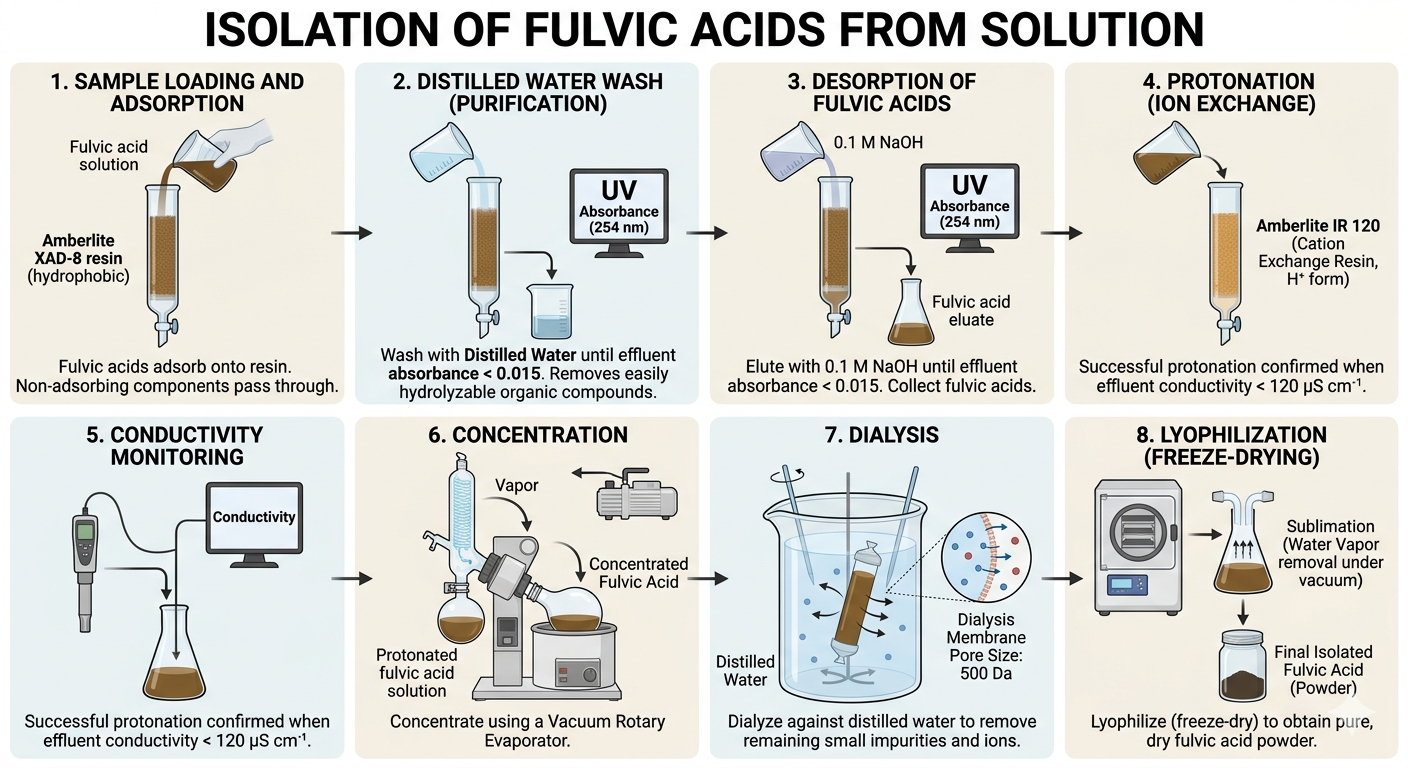 ISOLATION OF FULVIC ACIDS FROM SOLUTION
1. SAMPLE LOADING AND
ADSORPTION
Fulvic acid
solution
Amberlite
XAD-8 resin
(hydrophobic)
Fulvic acids adsorb onto resin.
Non-adsorbing components pass through.
2. DISTILLED WATER WASH
(PURIFICATION)
UV
Absorbance
(254 nm)
Wash with Distilled Water until effluent
absorbance < 0.015. Removes easily
hydrolyzable organic compounds.
3. DESORPTION OF
FULVIC ACIDS
0.1 M NaOH
UV
Absorbance
(254 nm)
Fulvic acid
eluate
Elute with 0.1 M NaOH until effluent
absorbance < 0.015. Collect fulvic acids.
4. PROTONATION
(ION EXCHANGE)
Amberlite IR 120
(Cation
Exchange Resin,
H⁺ form)
Successful protonation confirmed when
effluent conductivity < 120 µS cm⁻¹.
5. CONDUCTIVITY
MONITORING
Conductivity
Successful protonation confirmed when
effluent conductivity < 120 µS cm⁻¹.
6. CONCENTRATION
Vapor
Concentrated
Fulvic Acid
Protonated
fulvic acid
solution
Concentrate using a Vacuum Rotary
Evaporator.
7. DIALYSIS
Distilled
Water
Dialysis
Membrane
Pore Size:
500 Da
Dialyze against distilled water to remove
remaining small impurities and ions.
8. LYOPHILIZATION
(FREEZE-DRYING)
Sublimation
(Water Vapor
removal under
vacuum)
Final Isolated
Fulvic Acid
(Powder)
Lyophilize (freeze-dry) to obtain pure,
dry fulvic acid powder.